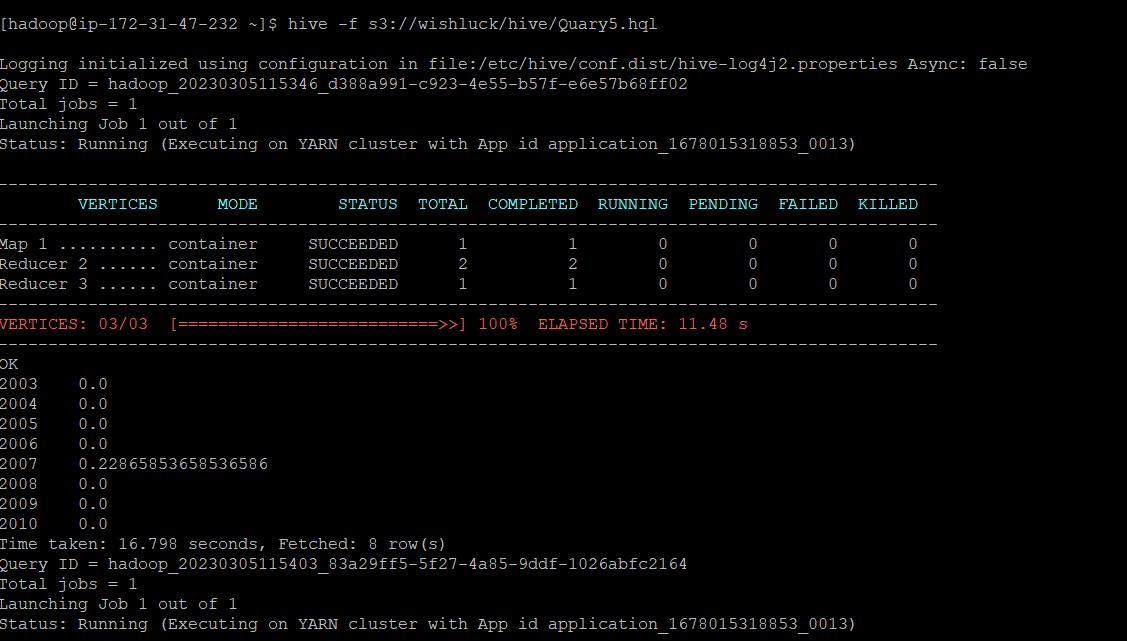 [hadoop@ip-172-31-47-232 ~]$ hive -f s3://wishluck/hive/Quary5.hql
Logging initialized using configuration in file:/etc/hive/conf.dist/hive-log4j2.properties Async: false
Query ID = hadoop_20230305115346_d388a991-c923-4e55-b57f-e6e57b68ff02
Total jobs = 1
Launching Job 1 out of 1
Status: Running (Executing on YARN cluster with App id application_1678015318853_0013)
----------------------------------------------------------------------------------------------
        VERTICES      MODE        STATUS  TOTAL  COMPLETED  RUNNING  PENDING  FAILED  KILLED
----------------------------------------------------------------------------------------------
Map 1 .......... container     SUCCEEDED      1          1        0        0       0       0
Reducer 2 ...... container     SUCCEEDED      2          2        0        0       0       0
Reducer 3 ...... container     SUCCEEDED      1          1        0        0       0       0
----------------------------------------------------------------------------------------------
VERTICES: 03/03  [==========================>>] 100%  ELAPSED TIME: 11.48 s
----------------------------------------------------------------------------------------------
OK
2003    0.0
2004    0.0
2005    0.0
2006    0.0
2007    0.22865853658536586
2008    0.0
2009    0.0
2010    0.0
Time taken: 16.798 seconds, Fetched: 8 row(s)
Query ID = hadoop_20230305115403_83a29ff5-5f27-4a85-9ddf-1026abfc2164
Total jobs = 1
Launching Job 1 out of 1
Status: Running (Executing on YARN cluster with App id application_1678015318853_0013)